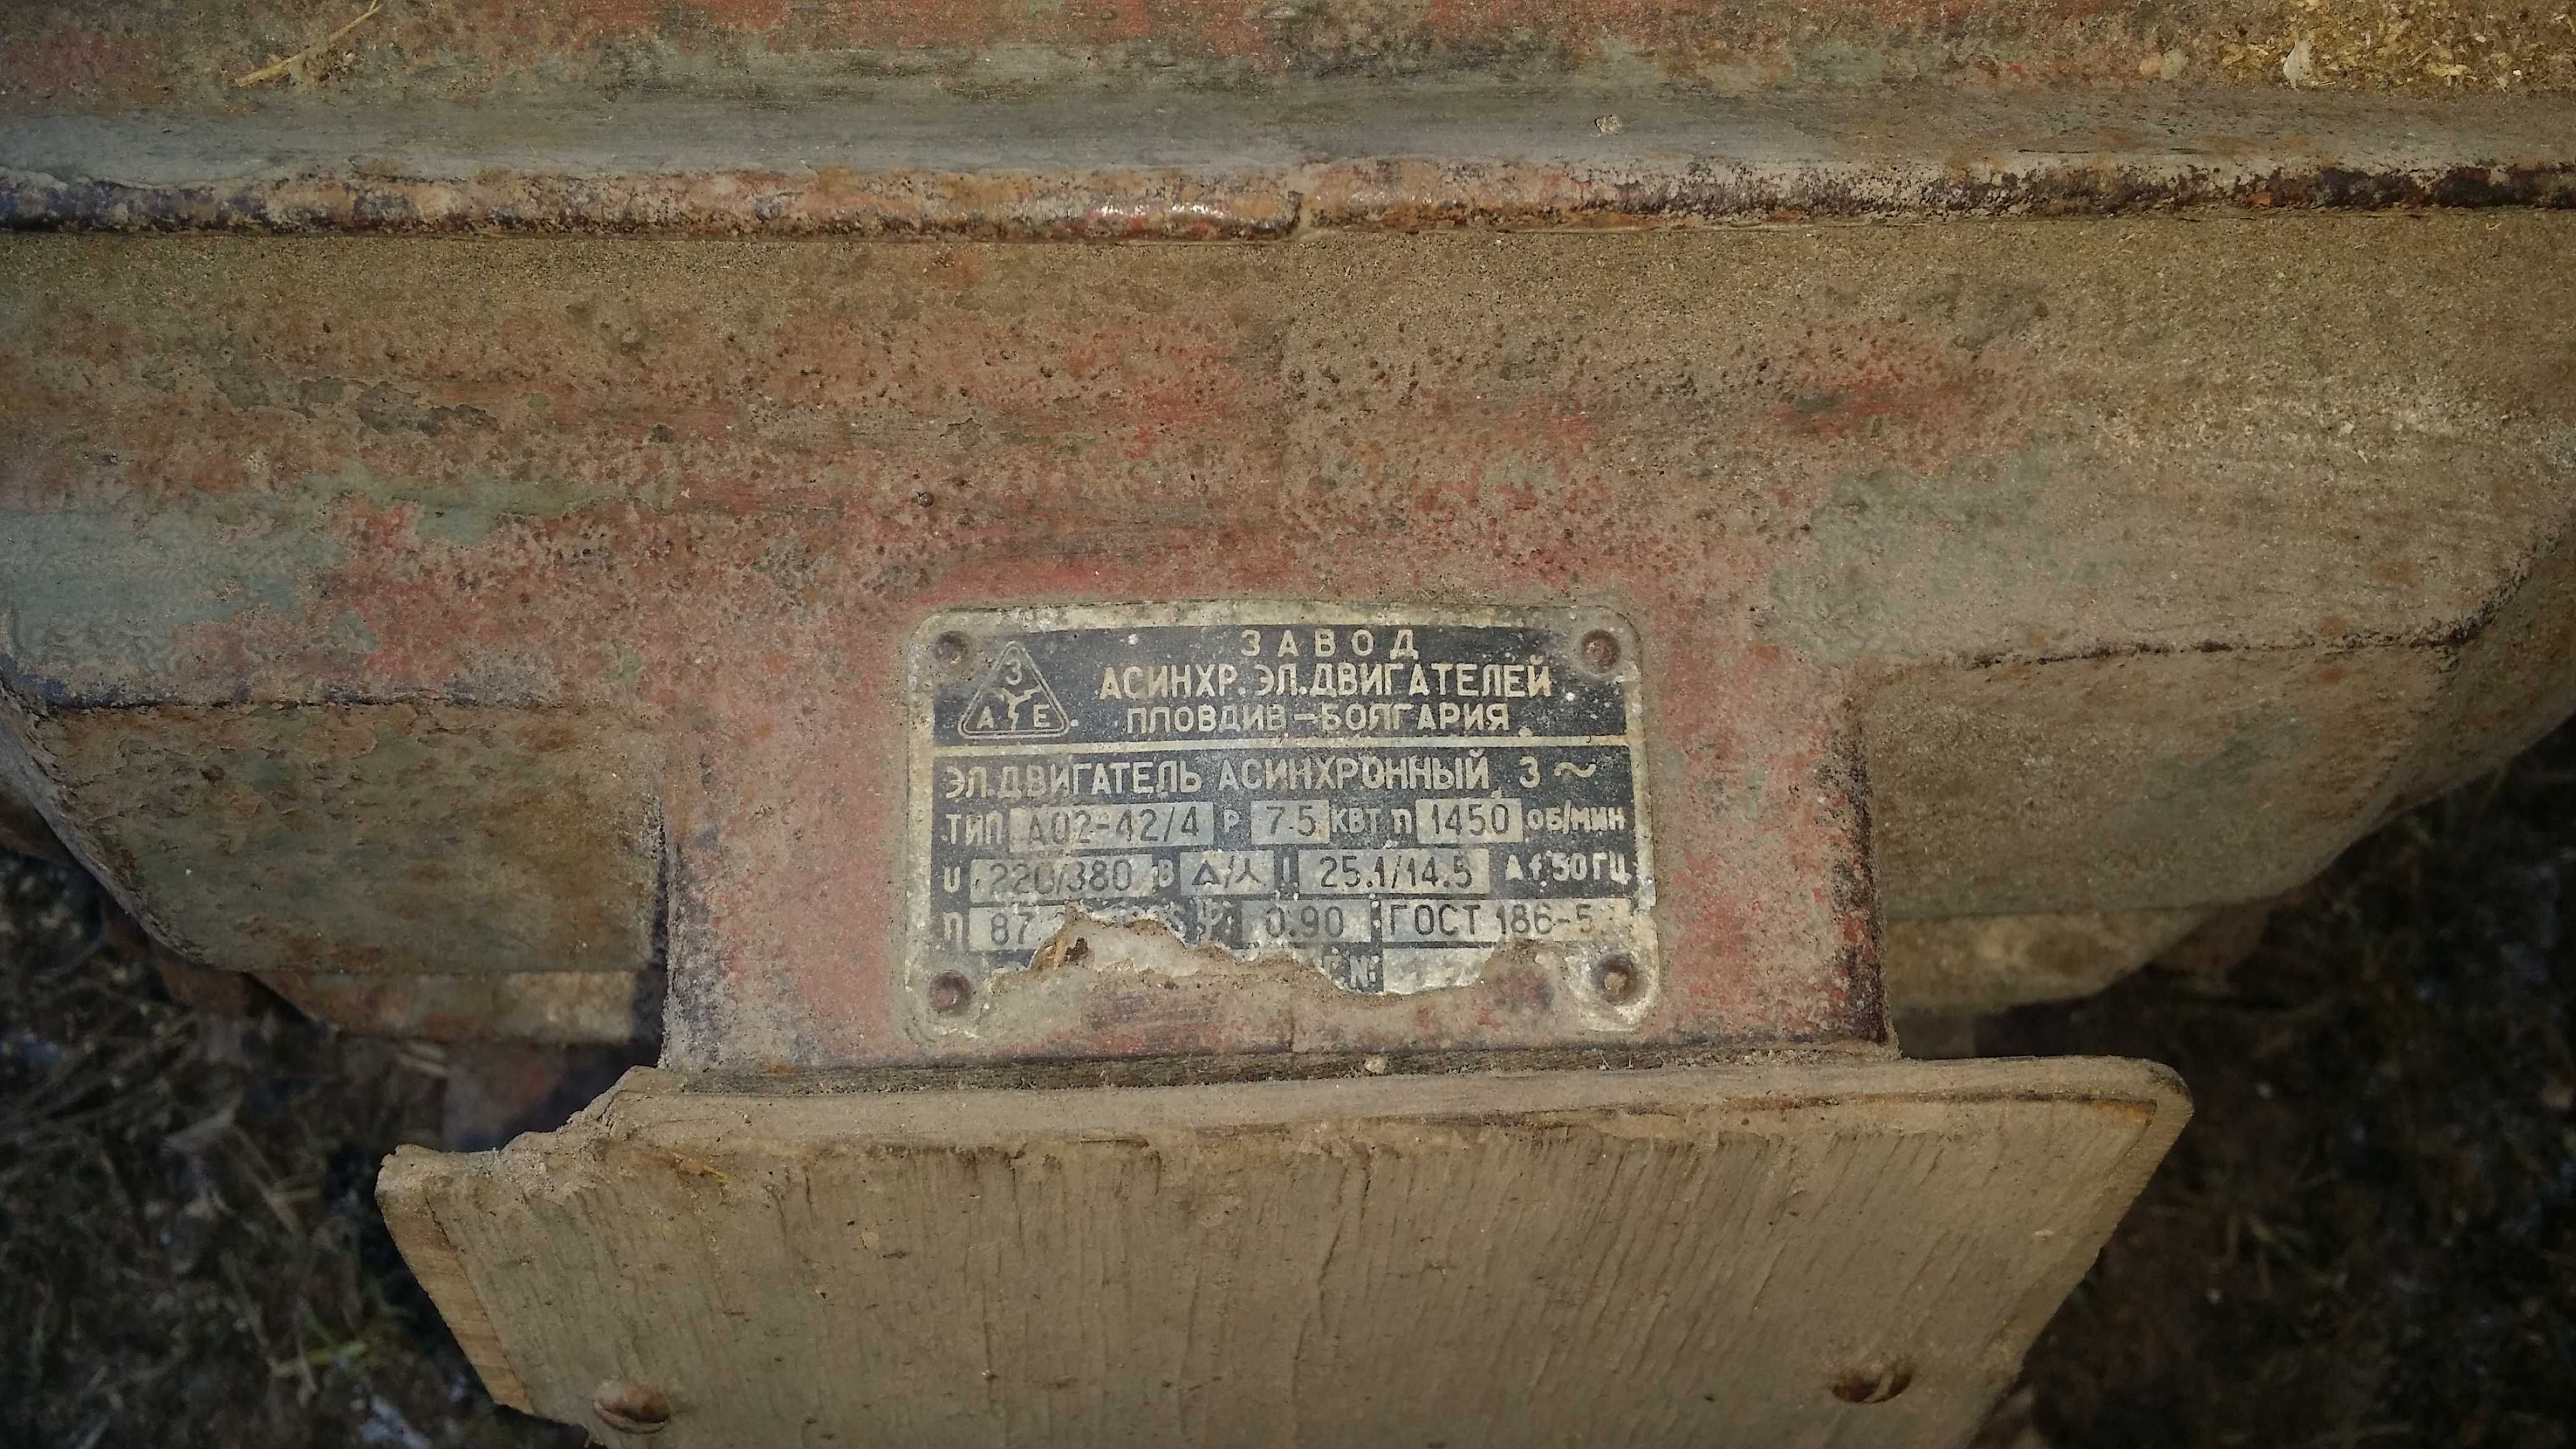 ЗАВОД
АСИНХР. ЭЛ. ДВИГАТЕЛЕЙ
ПЛОВДИВ-БОЛГАРИЯ
З
А Е
ЭЛ. ДВИГАТЕЛЬ АСИНХРОННЫЙ 3 ~
ТИП АО2-42/4 Р 7.5 КВТ n 1450 ОБ/МИН
U 220/380 В Δ/⅄ I 25.1/14.5 А f 50 ГЦ
η 87 0.90 ГОСТ 186-5
№